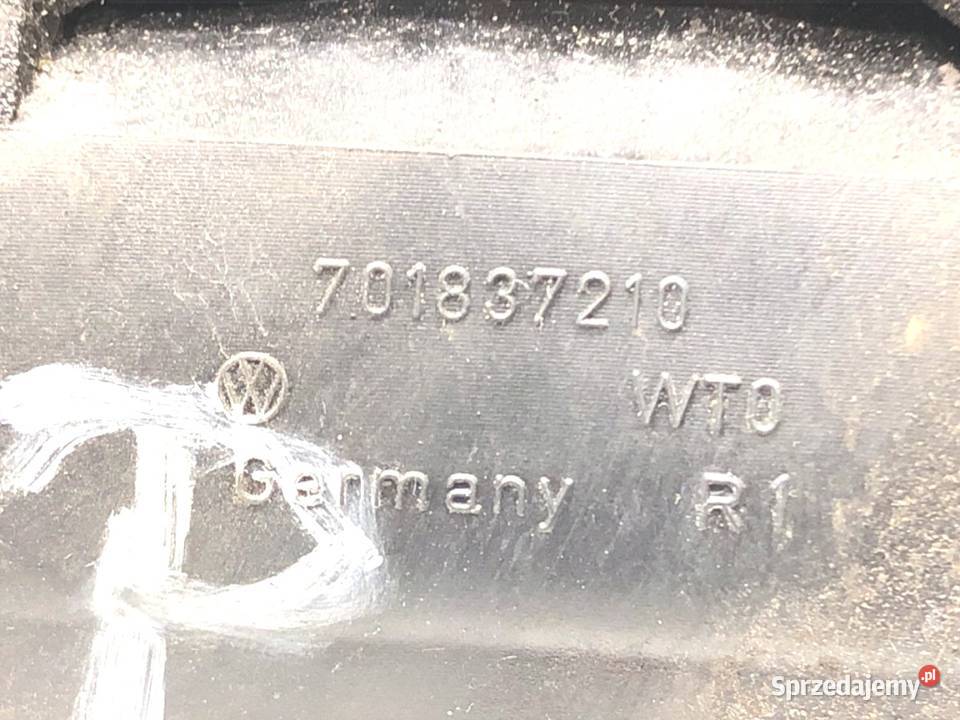 701837210
WT0
Germany R1
P
Sprzedajemy.pl